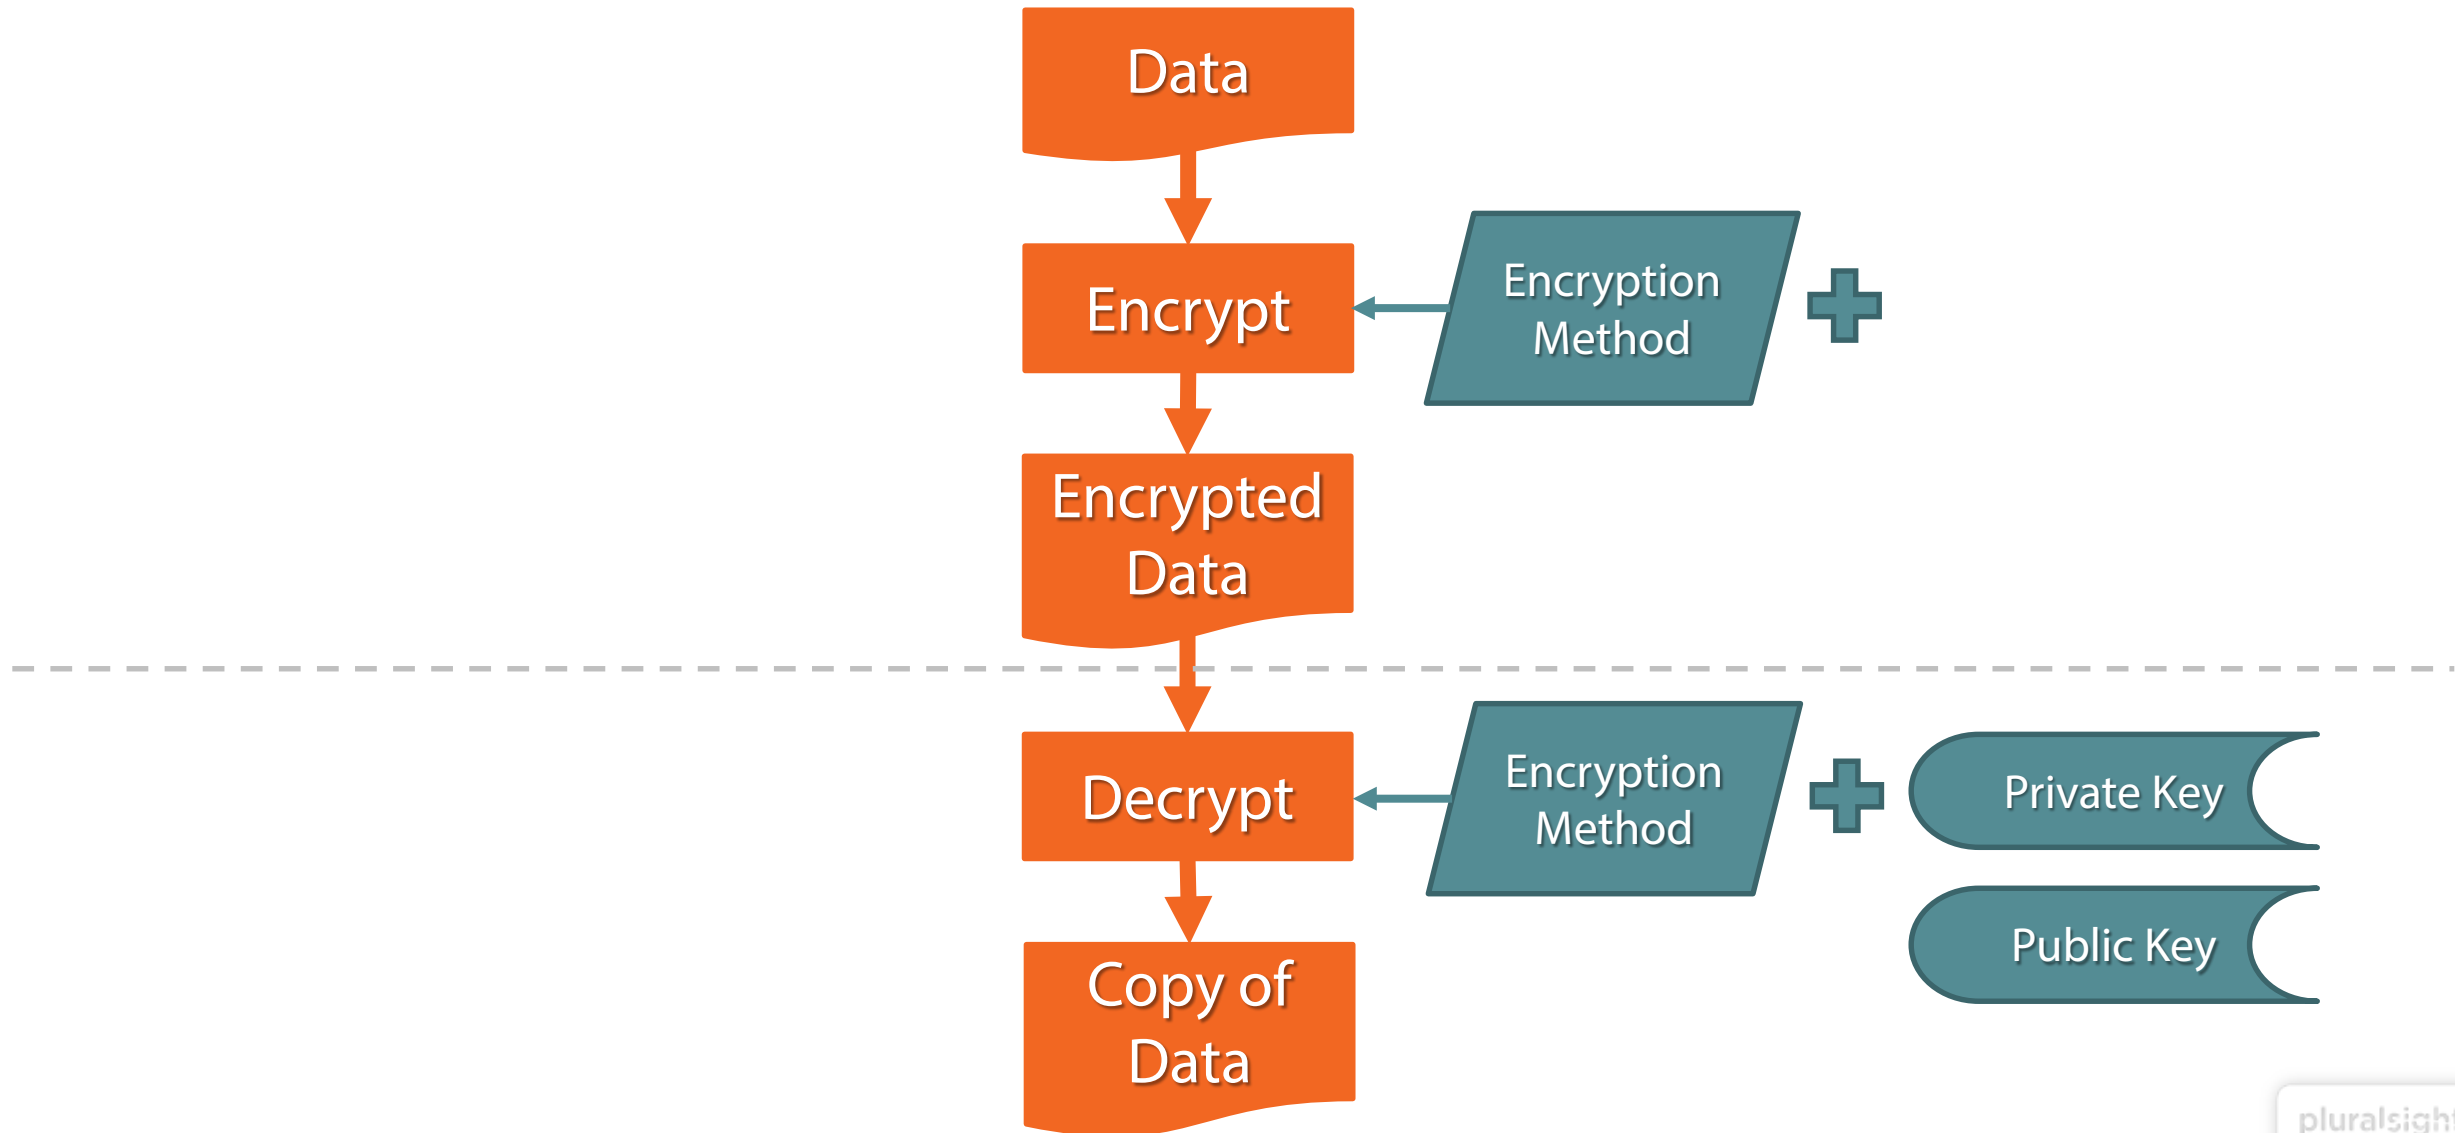 Data
Encrypt
Encryption
Method
Encrypted
Data
Decrypt
Encryption
Method
Private Key
Public Key
Copy of
Data
pluralsight